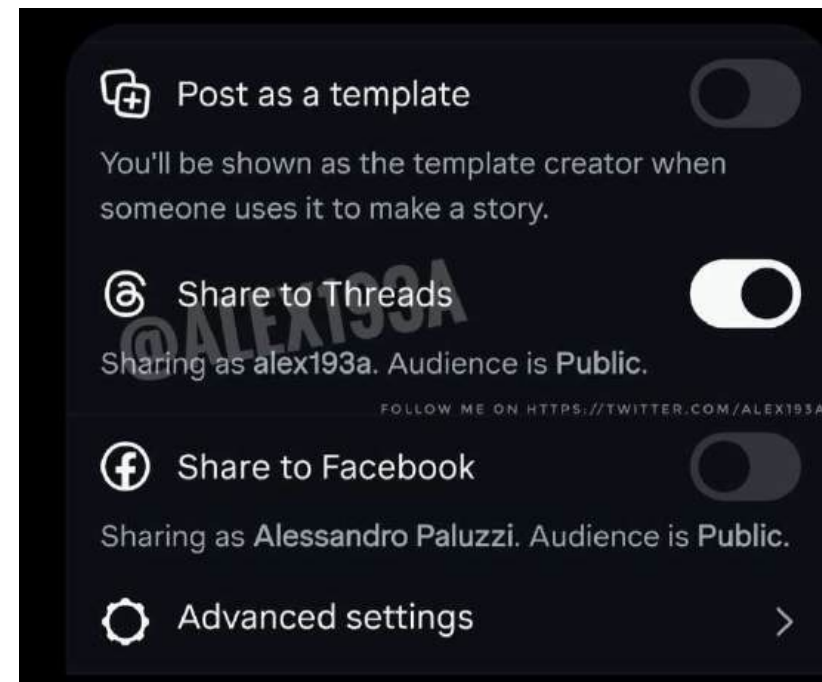 Post as a template
You'll be shown as the template creator when
someone uses it to make a story.
Share to Threads
@ALEX193A
Sharing as alex193a. Audience is Public.
FOLLOW ME ON HTTPS://TWITTER.COM/ALEX193A
Share to Facebook
Sharing as Alessandro Paluzzi. Audience is Public.
Advanced settings